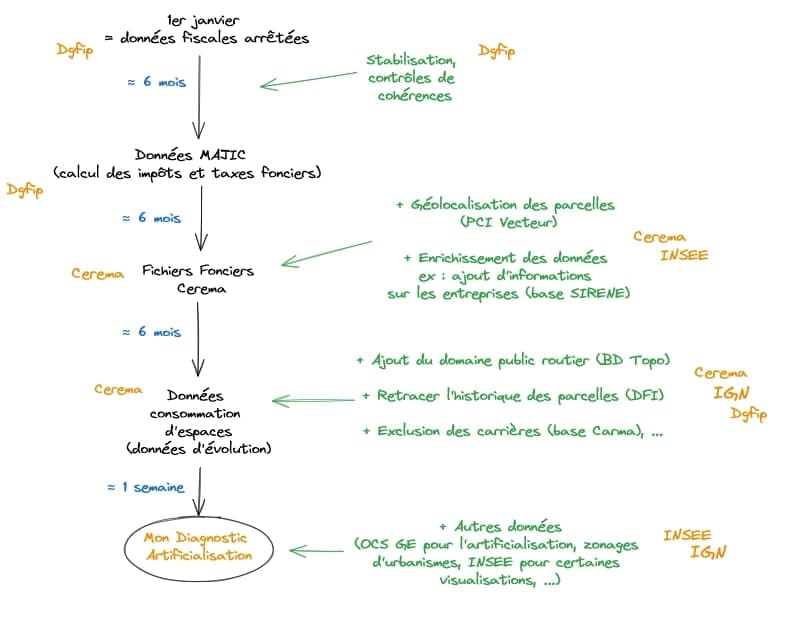 1er janvier
= données fiscales arrêtées
Dgfip
≈ 6 mois
Stabilisation,
contrôles de
cohérences
Dgfip
Données MAJIC
(calcul des impôts et taxes fonciers)
Dgfip
≈ 6 mois
+ Géolocalisation des parcelles
(PCI Vecteur)
Cerema
INSEE
+ Enrichissement des données
ex : ajout d'informations
sur les entreprises (base SIRENE)
Cerema
Fichiers Fonciers
Cerema
≈ 6 mois
+ Ajout du domaine public routier (BD Topo)
Cerema
IGN
Dgfip
+ Retracer l'historique des parcelles (DFI)
+ Exclusion des carrières (base Carma), ...
Cerema
Données
consommation
d'espaces
(données d'évolution)
≈ 1 semaine
Mon Diagnostic
Artificialisation
+ Autres données
(OCS GE pour l'artificialisation, zonages
d'urbanismes, INSEE pour certaines
visualisations, ...)
INSEE
IGN